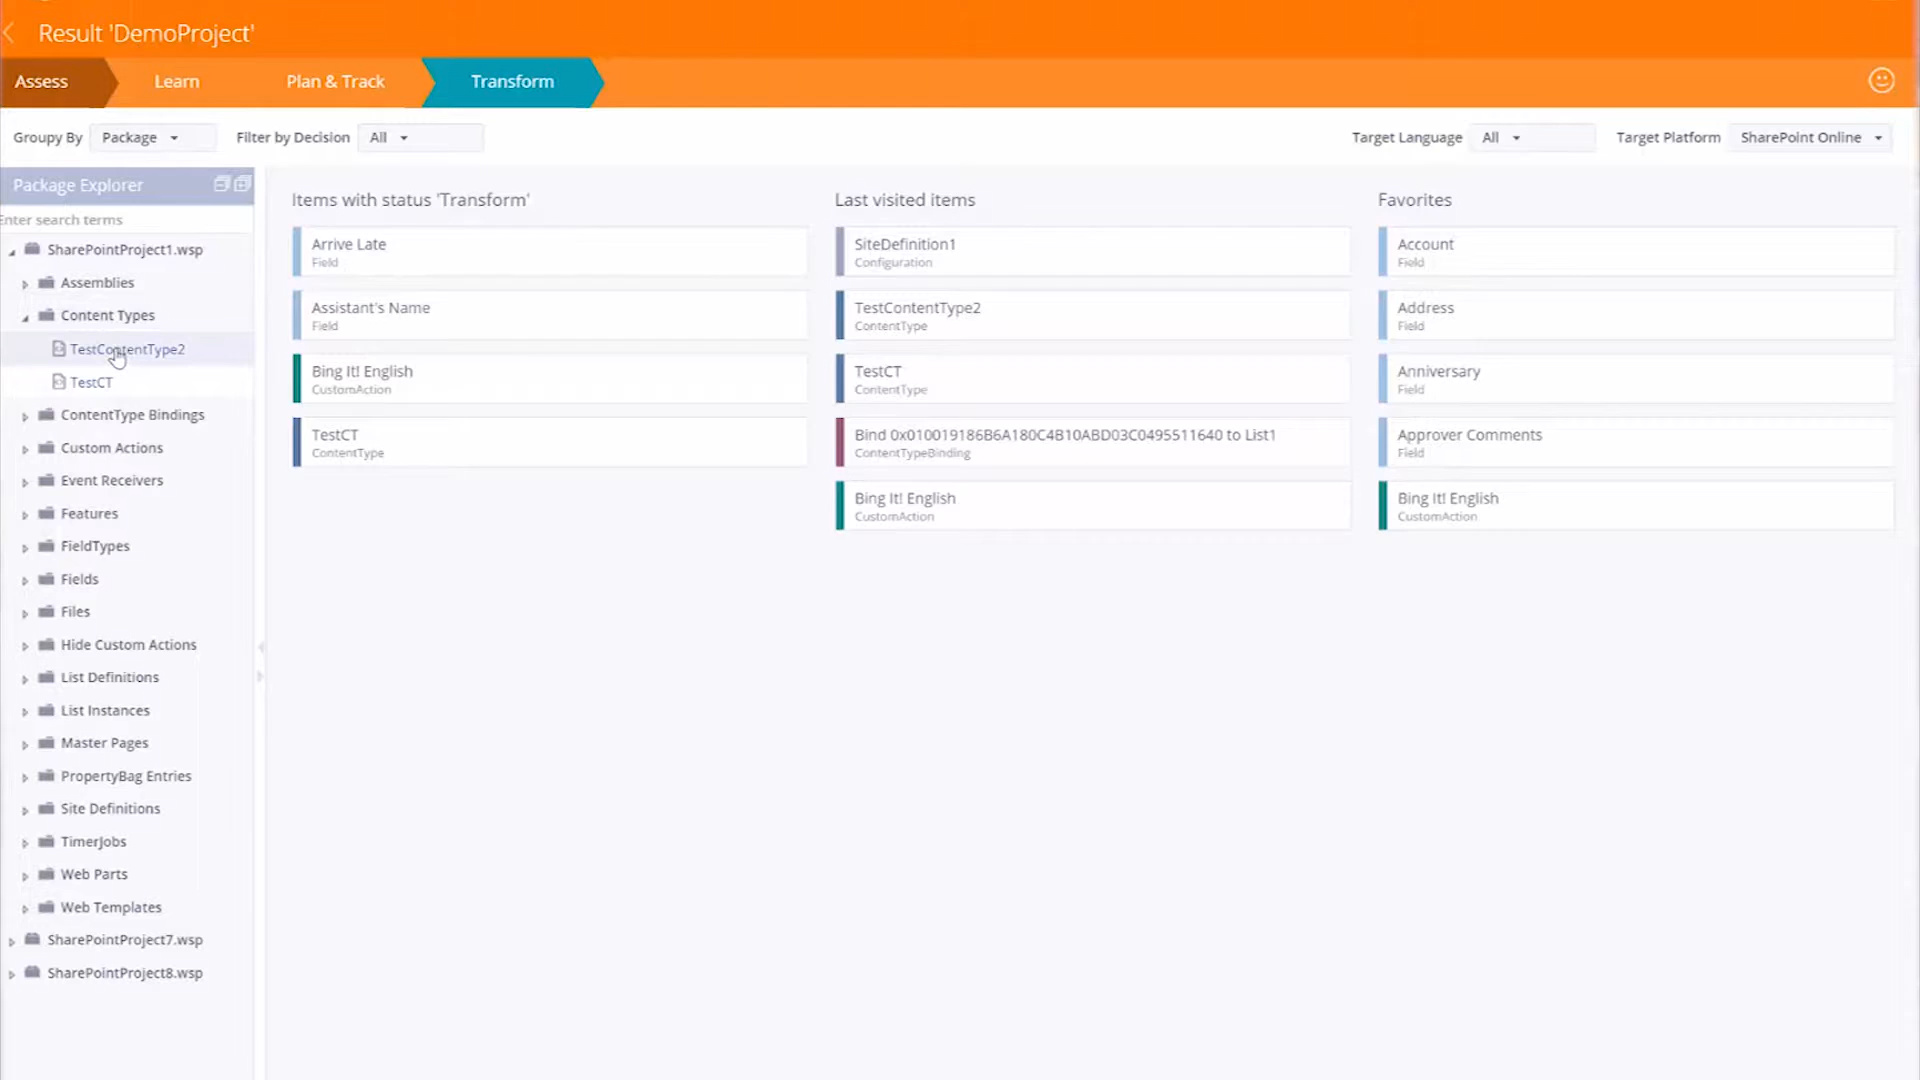 Result 'DemoProject'
Assess
Learn
Plan & Track
Transform
Groupy By
Package
Filter by Decision
All
Target Language
All
Target Platform
SharePoint Online
Package Explorer
Enter search terms
SharePointProject1.wsp
Assemblies
Content Types
TestContentType2
TestCT
ContentType Bindings
Custom Actions
Event Receivers
Features
FieldTypes
Fields
Files
Hide Custom Actions
List Definitions
List Instances
Master Pages
PropertyBag Entries
Site Definitions
TimerJobs
Web Parts
Web Templates
SharePointProject7.wsp
SharePointProject8.wsp
Items with status 'Transform'
Arrive Late
Field
Assistant's Name
Field
Bing It! English
CustomAction
TestCT
ContentType
Last visited items
SiteDefinition1
Configuration
TestContentType2
ContentType
TestCT
ContentType
Bind 0x010019186B6A180C4B10ABD03C0495511640 to List1
ContentTypeBinding
Bing It! English
CustomAction
Favorites
Account
Field
Address
Field
Anniversary
Field
Approver Comments
Field
Bing It! English
CustomAction